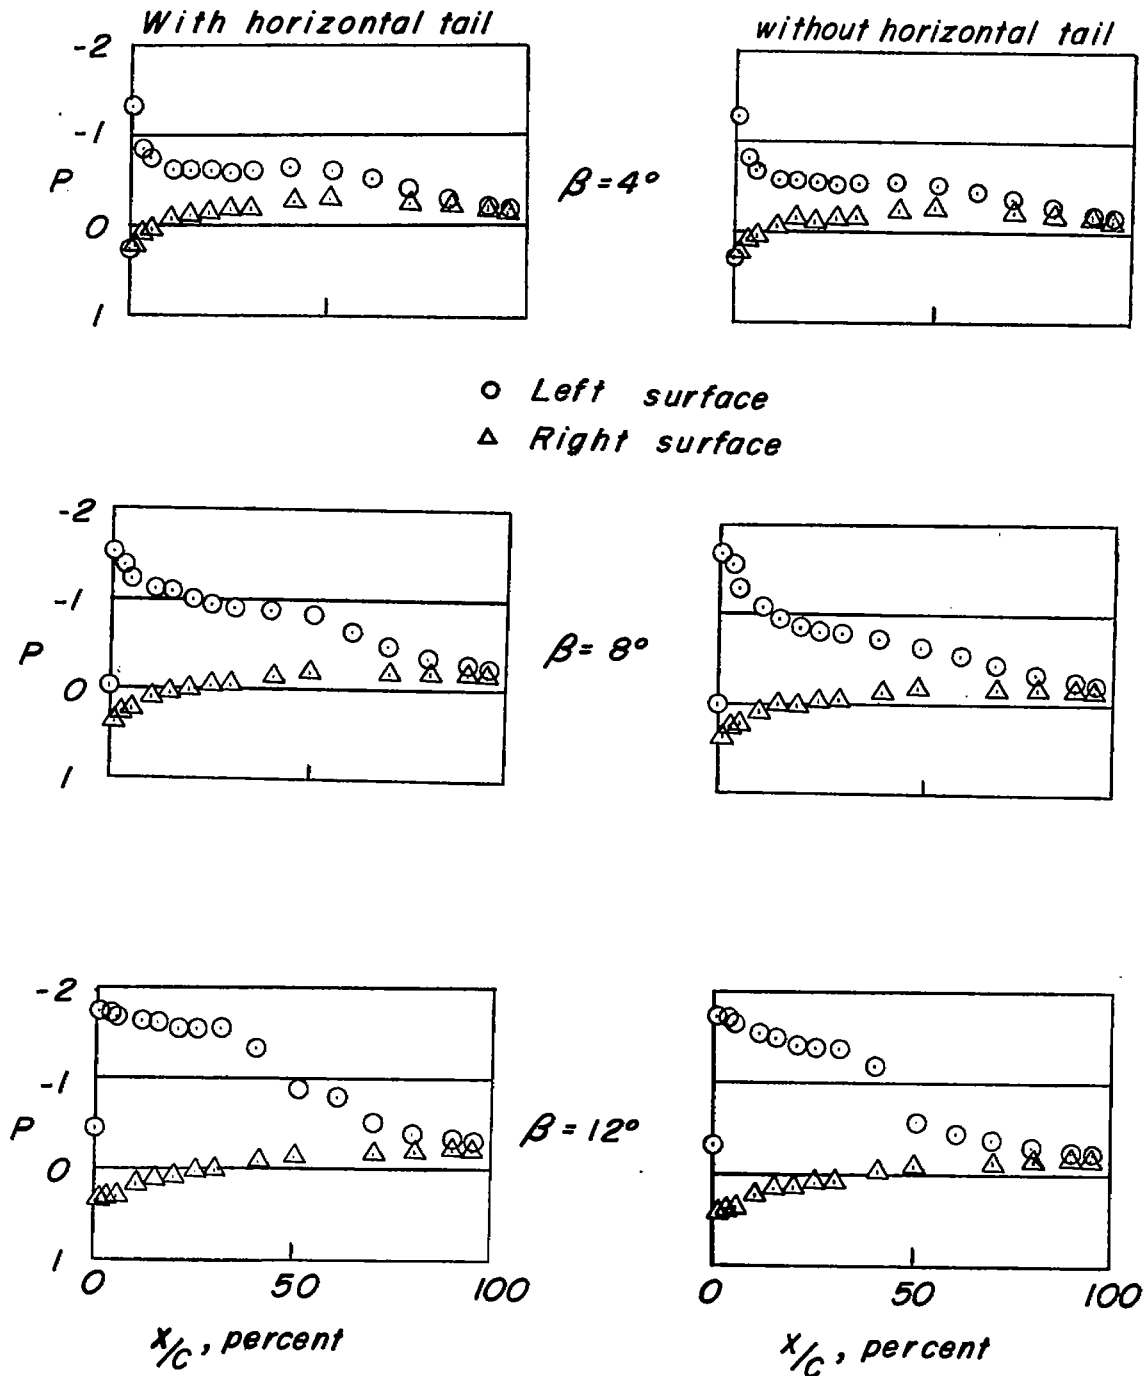 With horizontal tail
without horizontal tail
-2
-1
P
0
1
β = 4°
Left surface
Right surface
-2
-1
P
0
1
β = 8°
-2
-1
P
0
1
β = 12°
0 50 100
0 50 100
x/c, percent
x/c, percent